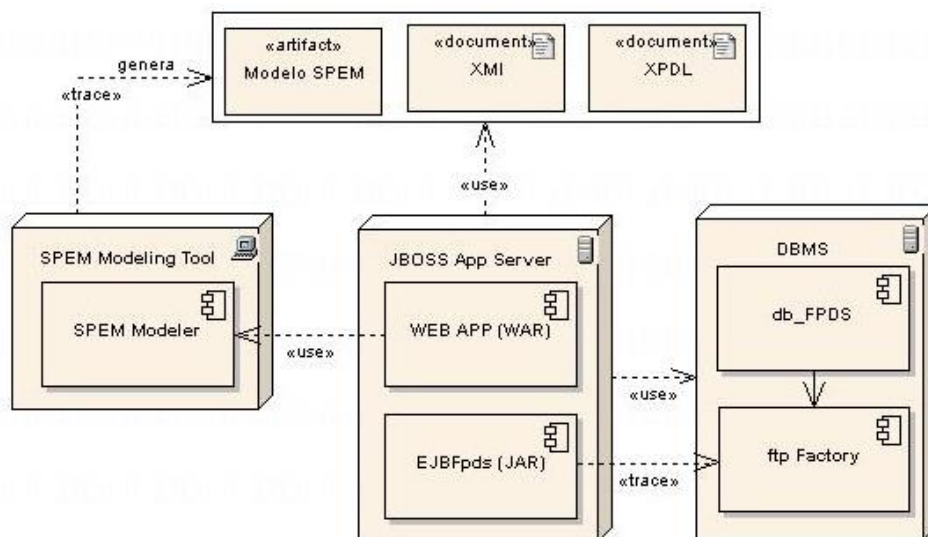 «artifact»
Modelo SPEM
«document»
XMI
«document»
XPDL
genera
«trace»
«use»
SPEM Modeling Tool
SPEM Modeler
«use»
JBOSS App Server
WEB APP (WAR)
EJBFpds (JAR)
«use»
«trace»
DBMS
db_FPDS
ftp Factory